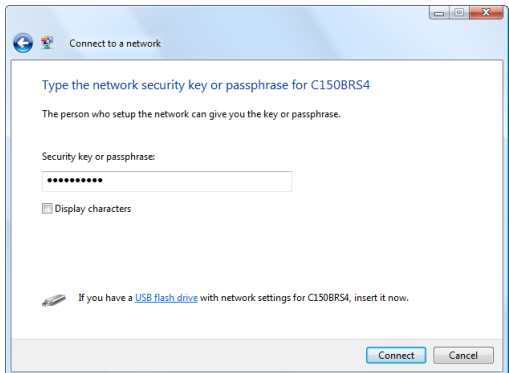 Connect to a network
Type the network security key or passphrase for C150BRS4
The person who setup the network can give you the key or passphrase.
Security key or passphrase:
••••••••••
Display characters
If you have a USB flash drive with network settings for C150BRS4, insert it now.
Connect Cancel